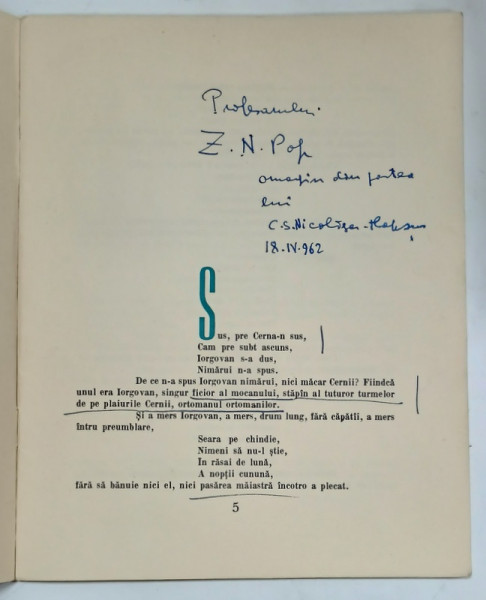 Profesorului
Z. N. Pop
omagiu din partea
lui
C.S. Nicolăescu-Plopșor
18.IV.962
Sus, pre Cerna-n sus,
Cam pre subt ascuns,
Iorgovan s-a dus,
Nimărui n-a spus.
De ce n-a spus Iorgovan nimărui, nici măcar Cernii? Fiindcă
unul era Iorgovan, singur ficior al mocanului, stăpîn al tuturor turmelor
de pe plaiurile Cernii, ortomanul ortomanilor.
Și a mers Iorgovan, a mers, drum lung, fără căpătîi, a mers
întru preumblare,
Seara pe chindie,
Nimeni să nu-l știe,
In răsai de lună,
A nopții cunună,
fără să bănuie nici el, nici pasărea măiastră încotro a plecat.
5